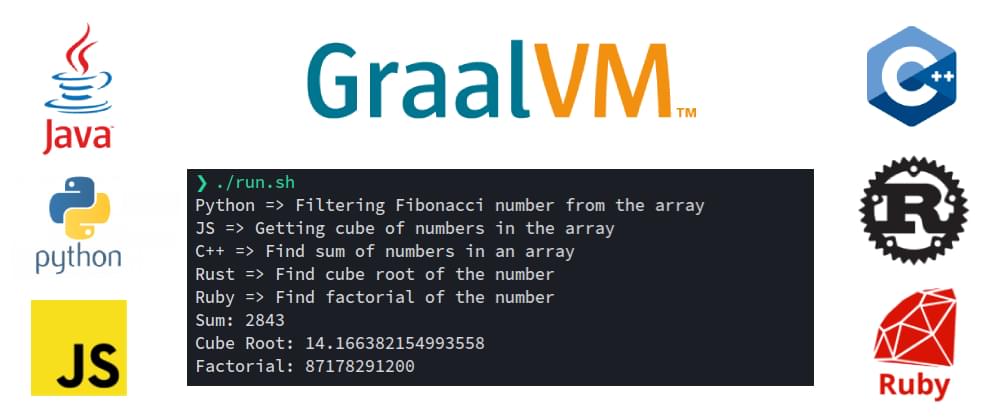 Java
GraalVM™
C++
python
R
JS
Ruby
❯ ./run.sh
Python => Filtering Fibonacci number from the array
JS => Getting cube of numbers in the array
C++ => Find sum of numbers in an array
Rust => Find cube root of the number
Ruby => Find factorial of the number
Sum: 2843
Cube Root: 14.166382154993558
Factorial: 87178291200